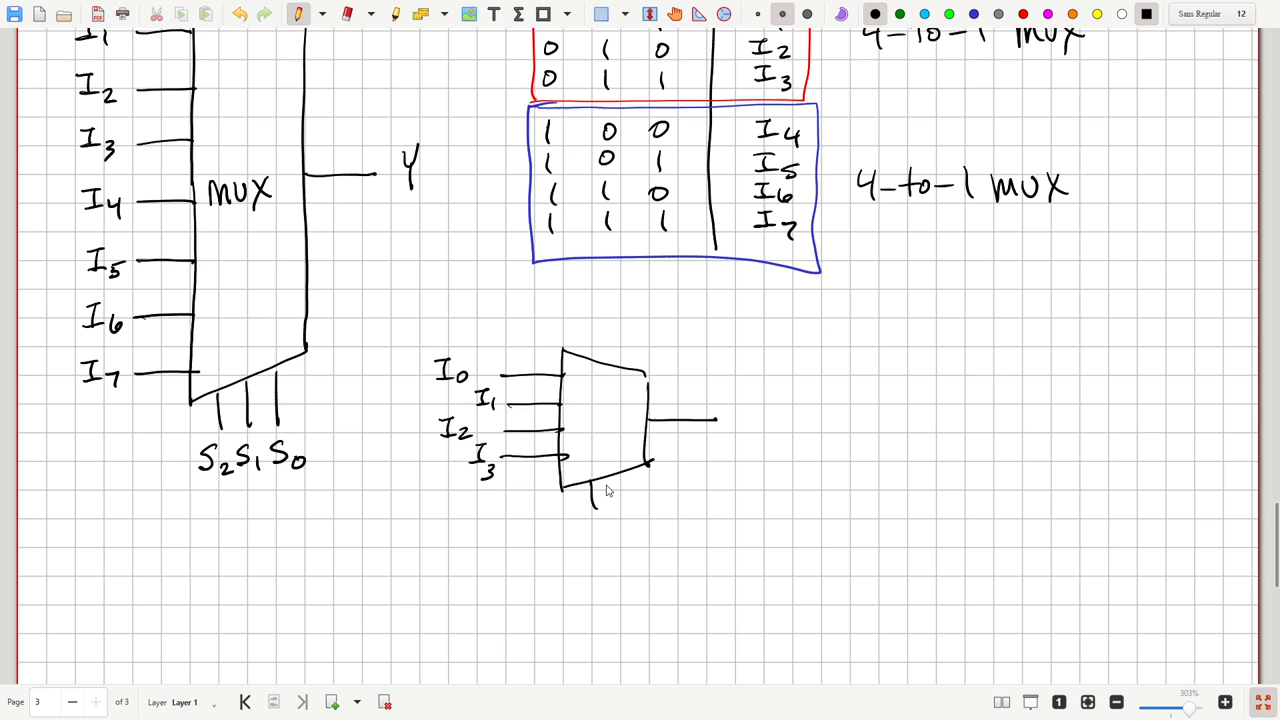 Sans Regular 12
I1
4-to-1 MUX
0 1 0 I2
I2
0 1 1 I3
1 0 0 I4
I3
Y
1 0 1 I5
I4
MUX
1 1 0 I6
4-to-1 MUX
1 1 1 I7
I5
I6
I7
I0
I1
I2
I3
S2 S1 S0
Page 3 of 3 Layer Layer 1
303%